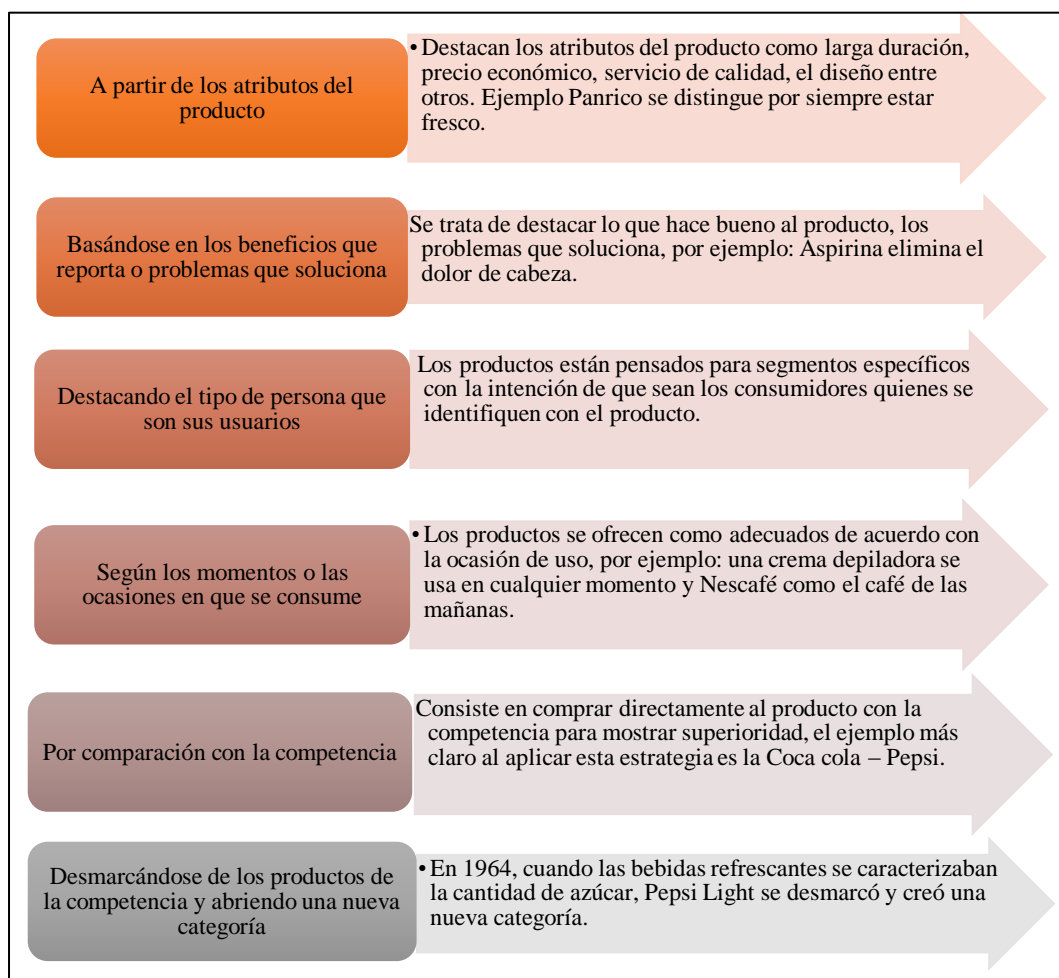 A partir de los atributos del
producto
• Destacan los atributos del producto como larga duración,
precio económico, servicio de calidad, el diseño entre
otros. Ejemplo Panrico se distingue por siempre estar
fresco.
Basándose en los beneficios que
reporta o problemas que soluciona
Se trata de destacar lo que hace bueno al producto, los
problemas que soluciona, por ejemplo: Aspirina elimina el
dolor de cabeza.
Destacando el tipo de persona que
son sus usuarios
Los productos están pensados para segmentos específicos
con la intención de que sean los consumidores quienes se
identifiquen con el producto.
Según los momentos o las
ocasiones en que se consume
• Los productos se ofrecen como adecuados de acuerdo con
la ocasión de uso, por ejemplo: una crema depiladora se
usa en cualquier momento y Nescafé como el café de las
mañanas.
Por comparación con la competencia
Consiste en comprar directamente al producto con la
competencia para mostrar superioridad, el ejemplo más
claro al aplicar esta estrategia es la Coca cola – Pepsi.
Desmarcándose de los productos de
la competencia y abriendo una nueva
categoría
• En 1964, cuando las bebidas refrescantes se caracterizaban
la cantidad de azúcar, Pepsi Light se desmarcó y creó una
nueva categoría.